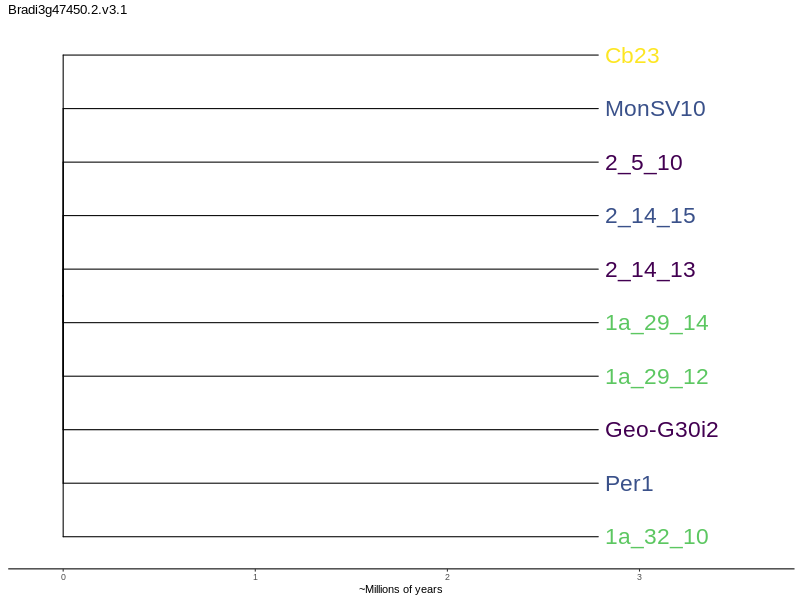 Bradi3g47450.2.v3.1
Cb23
MonSV10
2_5_10
2_14_15
2_14_13
1a_29_14
1a_29_12
Geo-G30i2
Per1
1a_32_10
0 1 2 3
~Millions of years